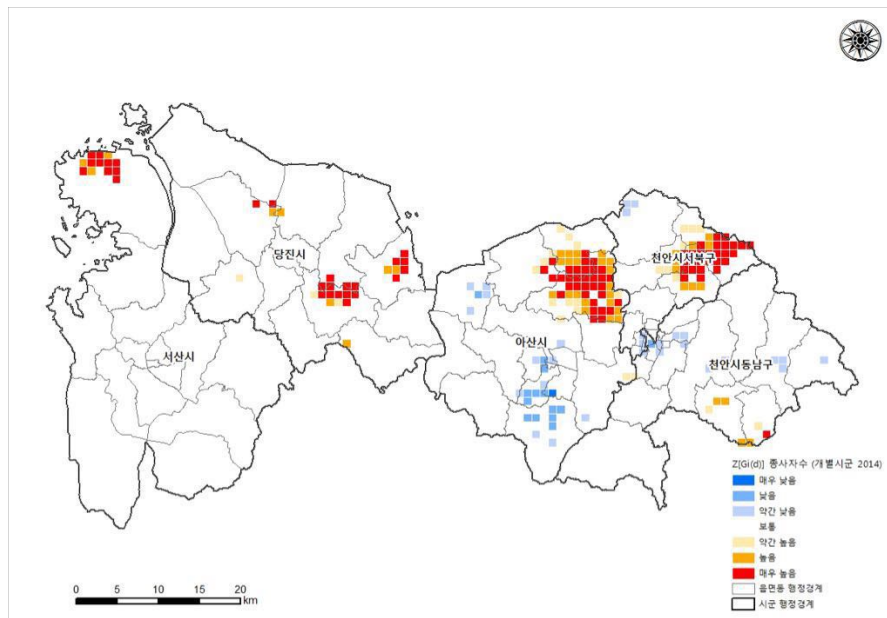 당진시
천안시서북구
서산시
아산시
천안시동남구
Z[Gi(d)] 종사자수 (개별시군 2014)
매우 낮음
낮음
약간 낮음
보통
약간 높음
높음
매우 높음
읍면동 행정경계
시군 행정경계
0 5 10 15 20
km